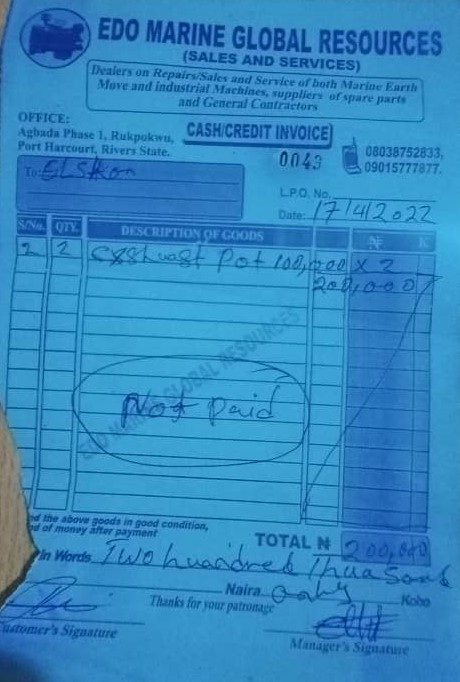 EDO MARINE GLOBAL RESOURCES
(SALES AND SERVICES)
Dealers on Repairs/Sales and Service of both Marine Earth
Move and industrial Machines, suppliers of spare parts
and General Contractors
OFFICE:
Agbada Phase 1, Rukpokwu,
Port Harcourt, Rivers State.
CASH/CREDIT INVOICE
0043
08038752833,
09015777877.
To:
L.P.O. No.
Date: 17/4/2022
S/No. QTY. DESCRIPTION OF GOODS ₦ K
2 2 Exshuast Pot 100,000 x 2
200,000
EDO MARINE GLOBAL RESOURCES
Not paid
the above goods in good condition,
of money after payment
TOTAL ₦ 200,000
in Words Two hundred Thuasand
Naira Only Kobo
Thanks for your patronage
Customer's Signature
Manager's Signature